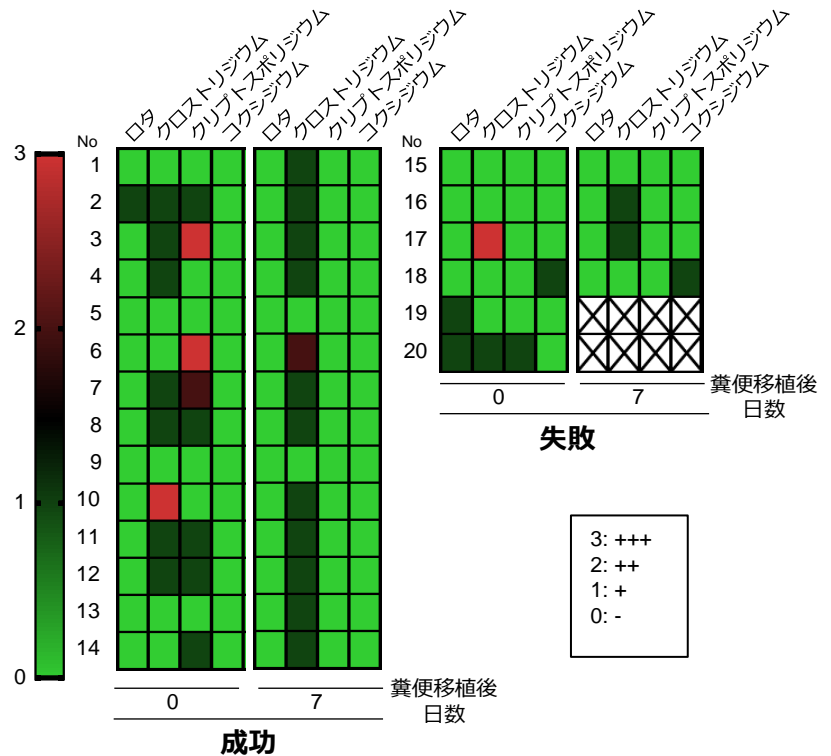 ロタ
クロストリジウム
クリプトスポリジウム
コクシジウム
ロタ
クロストリジウム
クリプトスポリジウム
コクシジウム
No
1
2
3
4
5
6
7
8
9
10
11
12
13
14
3
2
1
0
0
7
糞便移植後
日数
成功
ロタ
クロストリジウム
クリプトスポリジウム
コクシジウム
ロタ
クロストリジウム
クリプトスポリジウム
コクシジウム
No
15
16
17
18
19
20
0
7
糞便移植後
日数
失敗
3: +++
2: ++
1: +
0: -